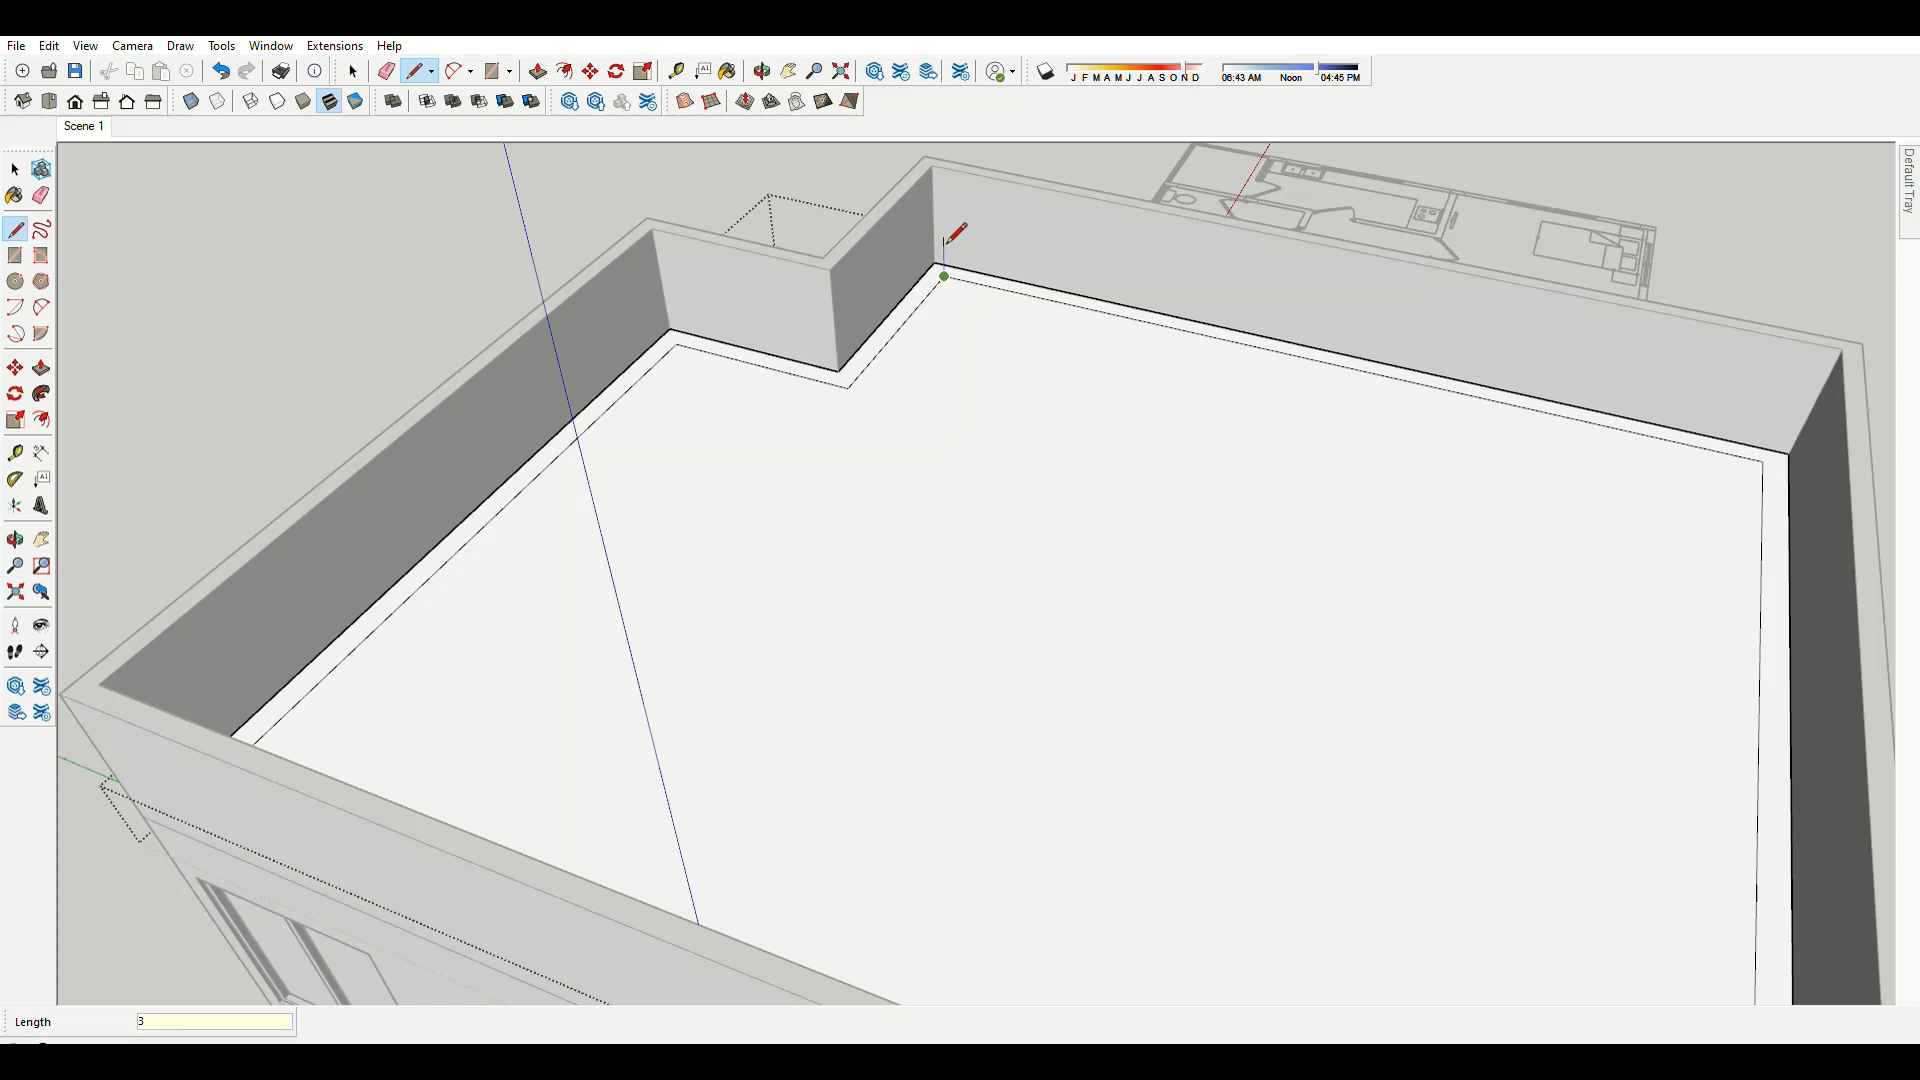 File Edit View Camera Draw Tools Window Extensions Help
J F M A M J J A S O N D
06:43 AM Noon 04:45 PM
Scene 1
Default Tray
Length 3